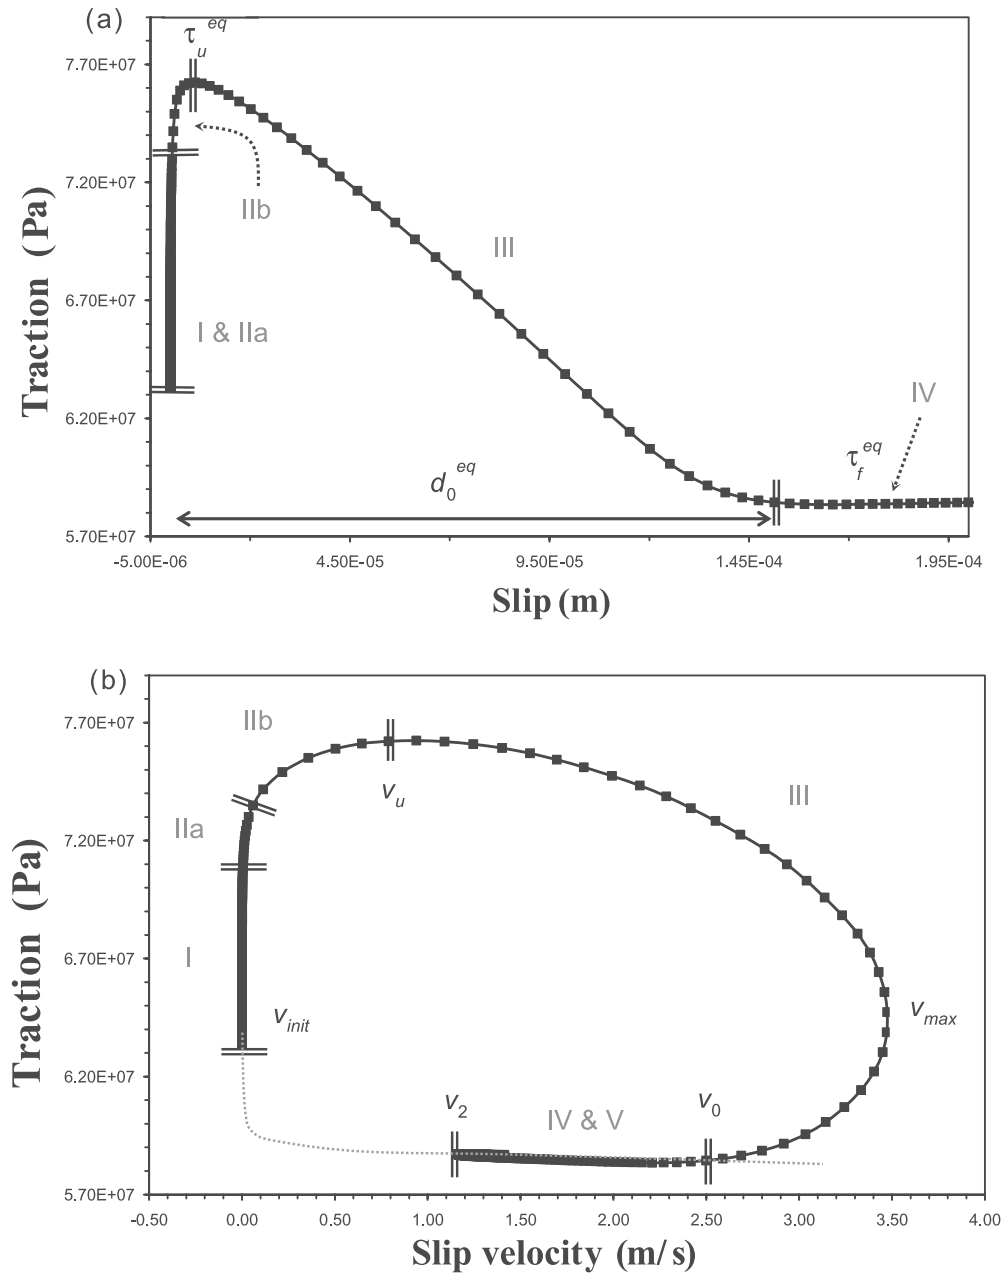 (a)
τ_u^eq
7.70E+07
IIb
7.20E+07
III
6.70E+07
I & IIa
IV
6.20E+07
τ_f^eq
d_0^eq
5.70E+07
-5.00E-06 4.50E-05 9.50E-05 1.45E-04 1.95E-04
Slip (m)
Traction (Pa)
(b)
IIb
7.70E+07
v_u
III
IIa
7.20E+07
I
6.70E+07
v_init
v_max
6.20E+07
v_2
IV & V
v_0
5.70E+07
-0.50 0.00 0.50 1.00 1.50 2.00 2.50 3.00 3.50 4.00
Slip velocity (m/s)
Traction (Pa)